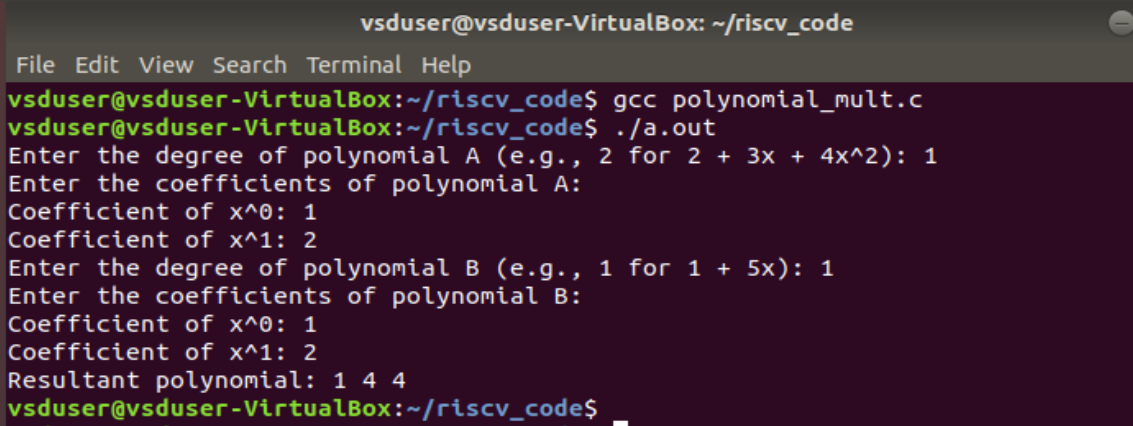 vsduser@vsduser-VirtualBox: ~/riscv_code
File Edit View Search Terminal Help
vsduser@vsduser-VirtualBox:~/riscv_code$ gcc polynomial_mult.c
vsduser@vsduser-VirtualBox:~/riscv_code$ ./a.out
Enter the degree of polynomial A (e.g., 2 for 2 + 3x + 4x^2): 1
Enter the coefficients of polynomial A:
Coefficient of x^0: 1
Coefficient of x^1: 2
Enter the degree of polynomial B (e.g., 1 for 1 + 5x): 1
Enter the coefficients of polynomial B:
Coefficient of x^0: 1
Coefficient of x^1: 2
Resultant polynomial: 1 4 4
vsduser@vsduser-VirtualBox:~/riscv_code$